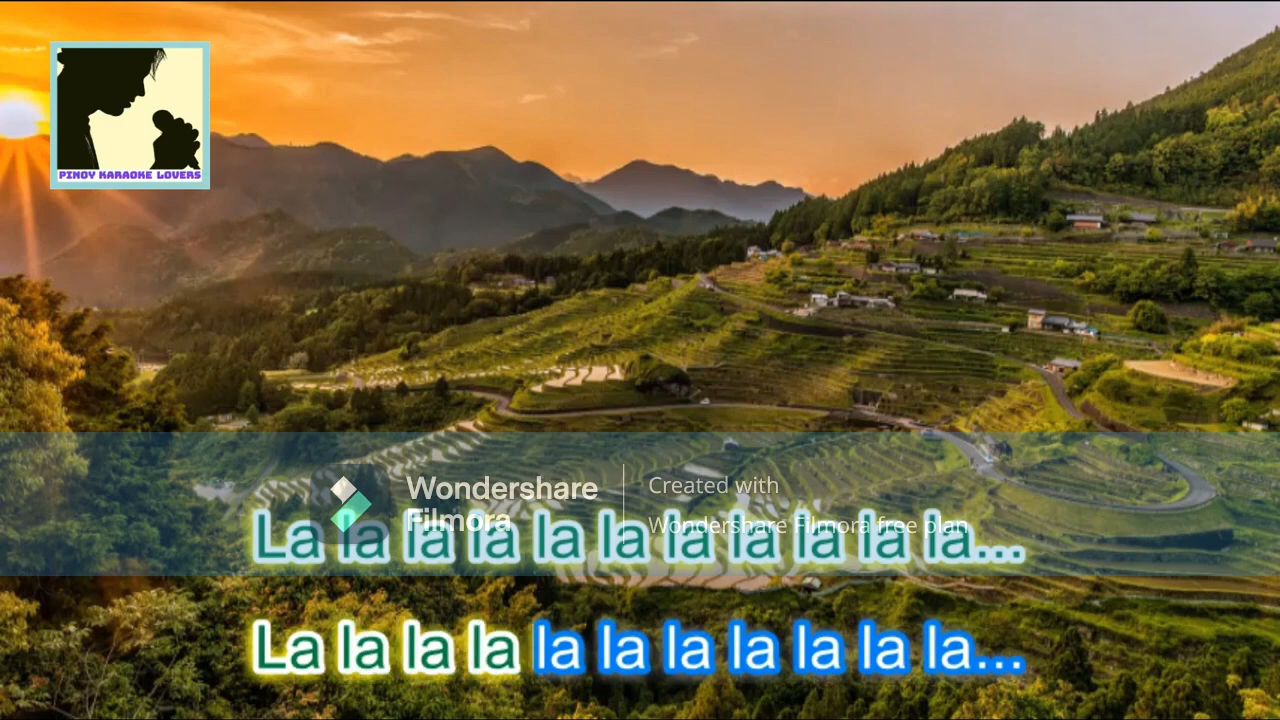 PINOY KARAOKE LOVERS
Wondershare
Filmora
Created with
Wondershare Filmora free plan
La la la la la la la la la la la...
La la la la la la la la la la la...